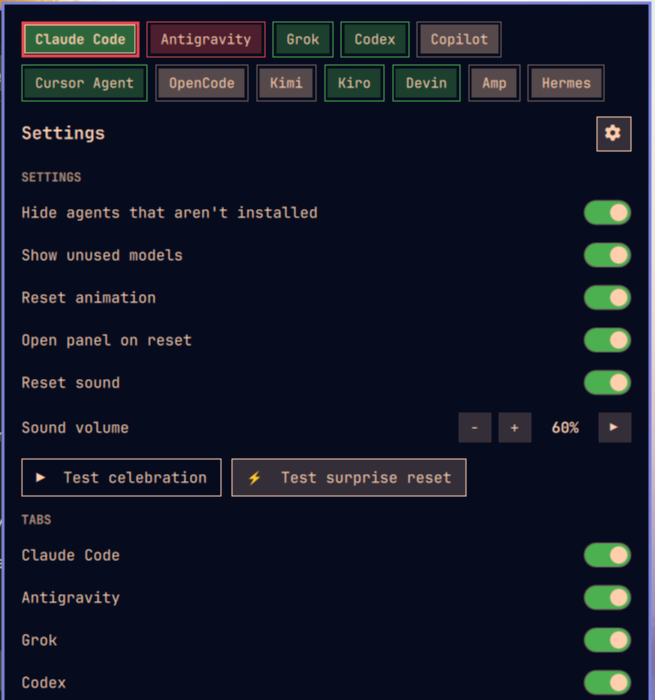 Claude Code Antigravity Grok Codex Copilot
Cursor Agent OpenCode Kimi Kiro Devin Amp Hermes
Settings
SETTINGS
Hide agents that aren't installed
Show unused models
Reset animation
Open panel on reset
Reset sound
Sound volume - + 60%
Test celebration Test surprise reset
TABS
Claude Code
Antigravity
Grok
Codex